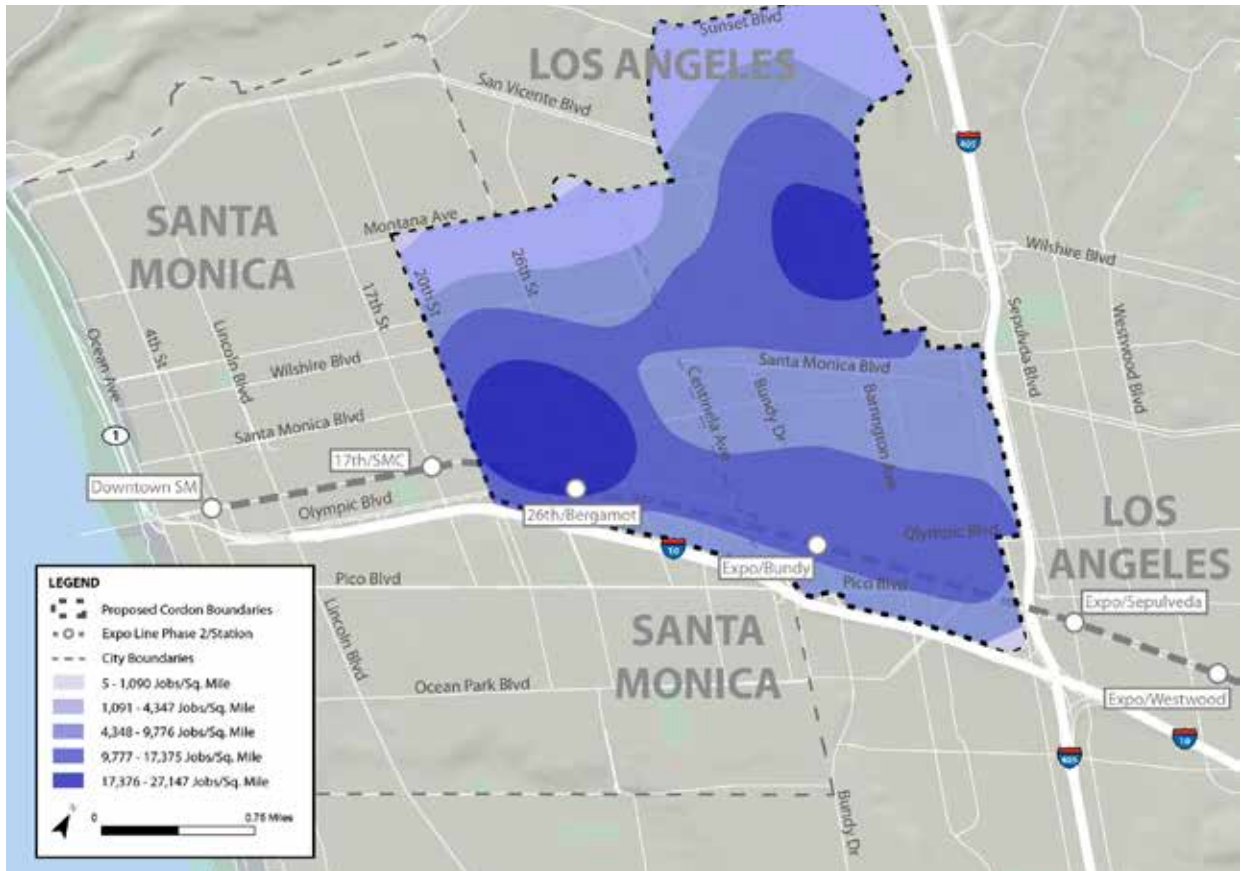 Sunset Blvd
LOS ANGELES
San Vicente Blvd
405
SANTA
MONICA
Montana Ave
26th St
20th St
17th St
Wilshire Blvd
Ocean Ave
4th St
Lincoln Blvd
Wilshire Blvd
Sepulvda Blvd
Westwood Blvd
Santa Monica Blvd
Centinela Ave
Bundy Dr
Barrington Ave
Santa Monica Blvd
1
17th/SMC
Downtown SM
Olympic Blvd
26th/Bergamot
Olympic Blvd
LOS
ANGELES
10
Expo/Bundy
Pico Blvd
Pico Blvd
Expo/Sepulveda
SANTA
MONICA
Lincoln Blvd
Ocean Park Blvd
Expo/Westwood
10
405
Bundy Dr
LEGEND
Proposed Cordon Boundaries
Expo Line Phase 2/Station
City Boundaries
5 - 1,090 Jobs/Sq. Mile
1,091 - 4,347 Jobs/Sq. Mile
4,348 - 9,776 Jobs/Sq. Mile
9,777 - 17,375 Jobs/Sq. Mile
17,376 - 27,147 Jobs/Sq. Mile
0 0.75 Miles